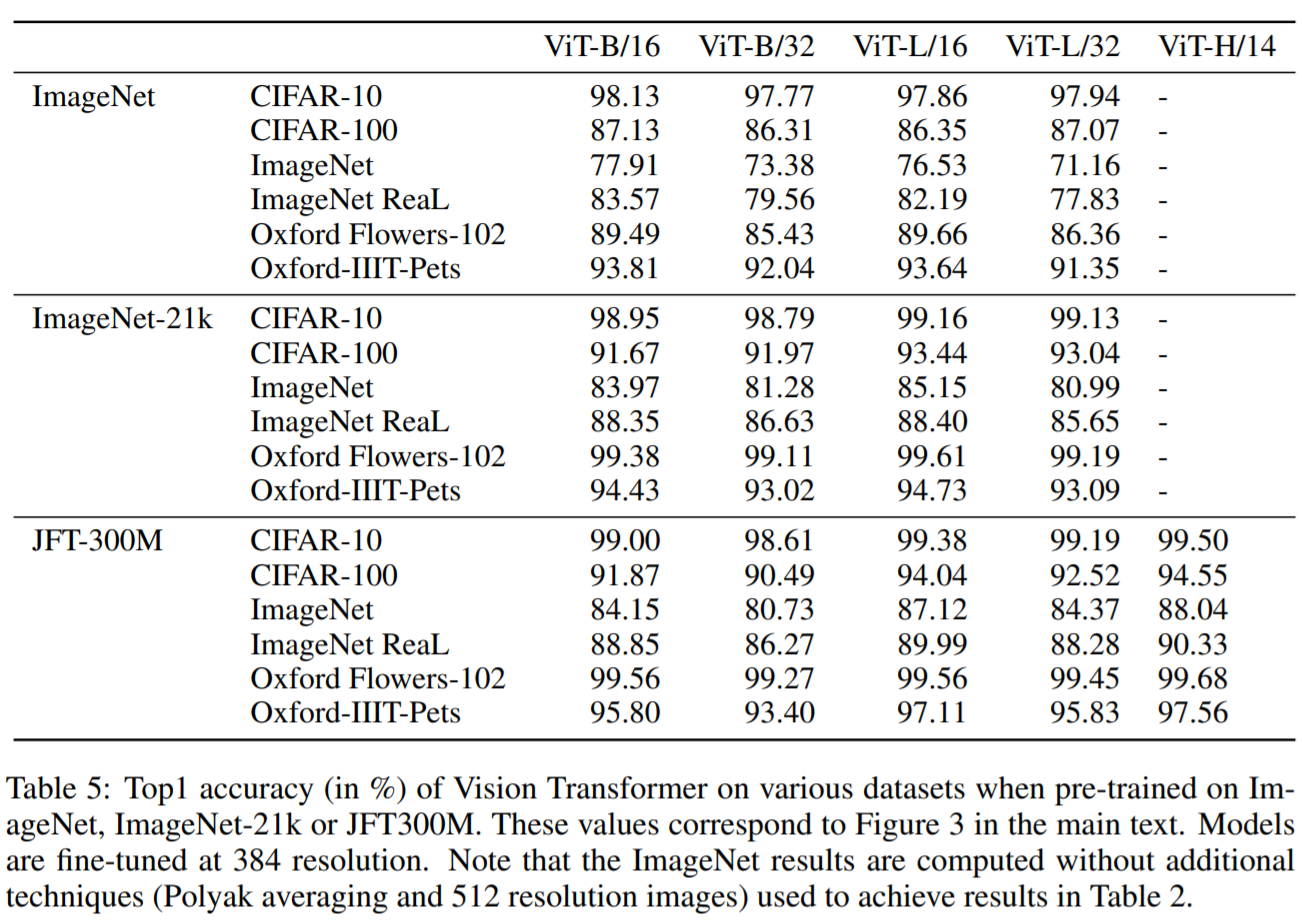 ViT-B/16 ViT-B/32 ViT-L/16 ViT-L/32 ViT-H/14
ImageNet CIFAR-10 98.13 97.77 97.86 97.94 -
CIFAR-100 87.13 86.31 86.35 87.07 -
ImageNet 77.91 73.38 76.53 71.16 -
ImageNet ReaL 83.57 79.56 82.19 77.83 -
Oxford Flowers-102 89.49 85.43 89.66 86.36 -
Oxford-IIIT-Pets 93.81 92.04 93.64 91.35 -
ImageNet-21k CIFAR-10 98.95 98.79 99.16 99.13 -
CIFAR-100 91.67 91.97 93.44 93.04 -
ImageNet 83.97 81.28 85.15 80.99 -
ImageNet ReaL 88.35 86.63 88.40 85.65 -
Oxford Flowers-102 99.38 99.11 99.61 99.19 -
Oxford-IIIT-Pets 94.43 93.02 94.73 93.09 -
JFT-300M CIFAR-10 99.00 98.61 99.38 99.19 99.50
CIFAR-100 91.87 90.49 94.04 92.52 94.55
ImageNet 84.15 80.73 87.12 84.37 88.04
ImageNet ReaL 88.85 86.27 89.99 88.28 90.33
Oxford Flowers-102 99.56 99.27 99.56 99.45 99.68
Oxford-IIIT-Pets 95.80 93.40 97.11 95.83 97.56
Table 5: Top1 accuracy (in %) of Vision Transformer on various datasets when pre-trained on Im-
ageNet, ImageNet-21k or JFT300M. These values correspond to Figure 3 in the main text. Models
are fine-tuned at 384 resolution. Note that the ImageNet results are computed without additional
techniques (Polyak averaging and 512 resolution images) used to achieve results in Table 2.